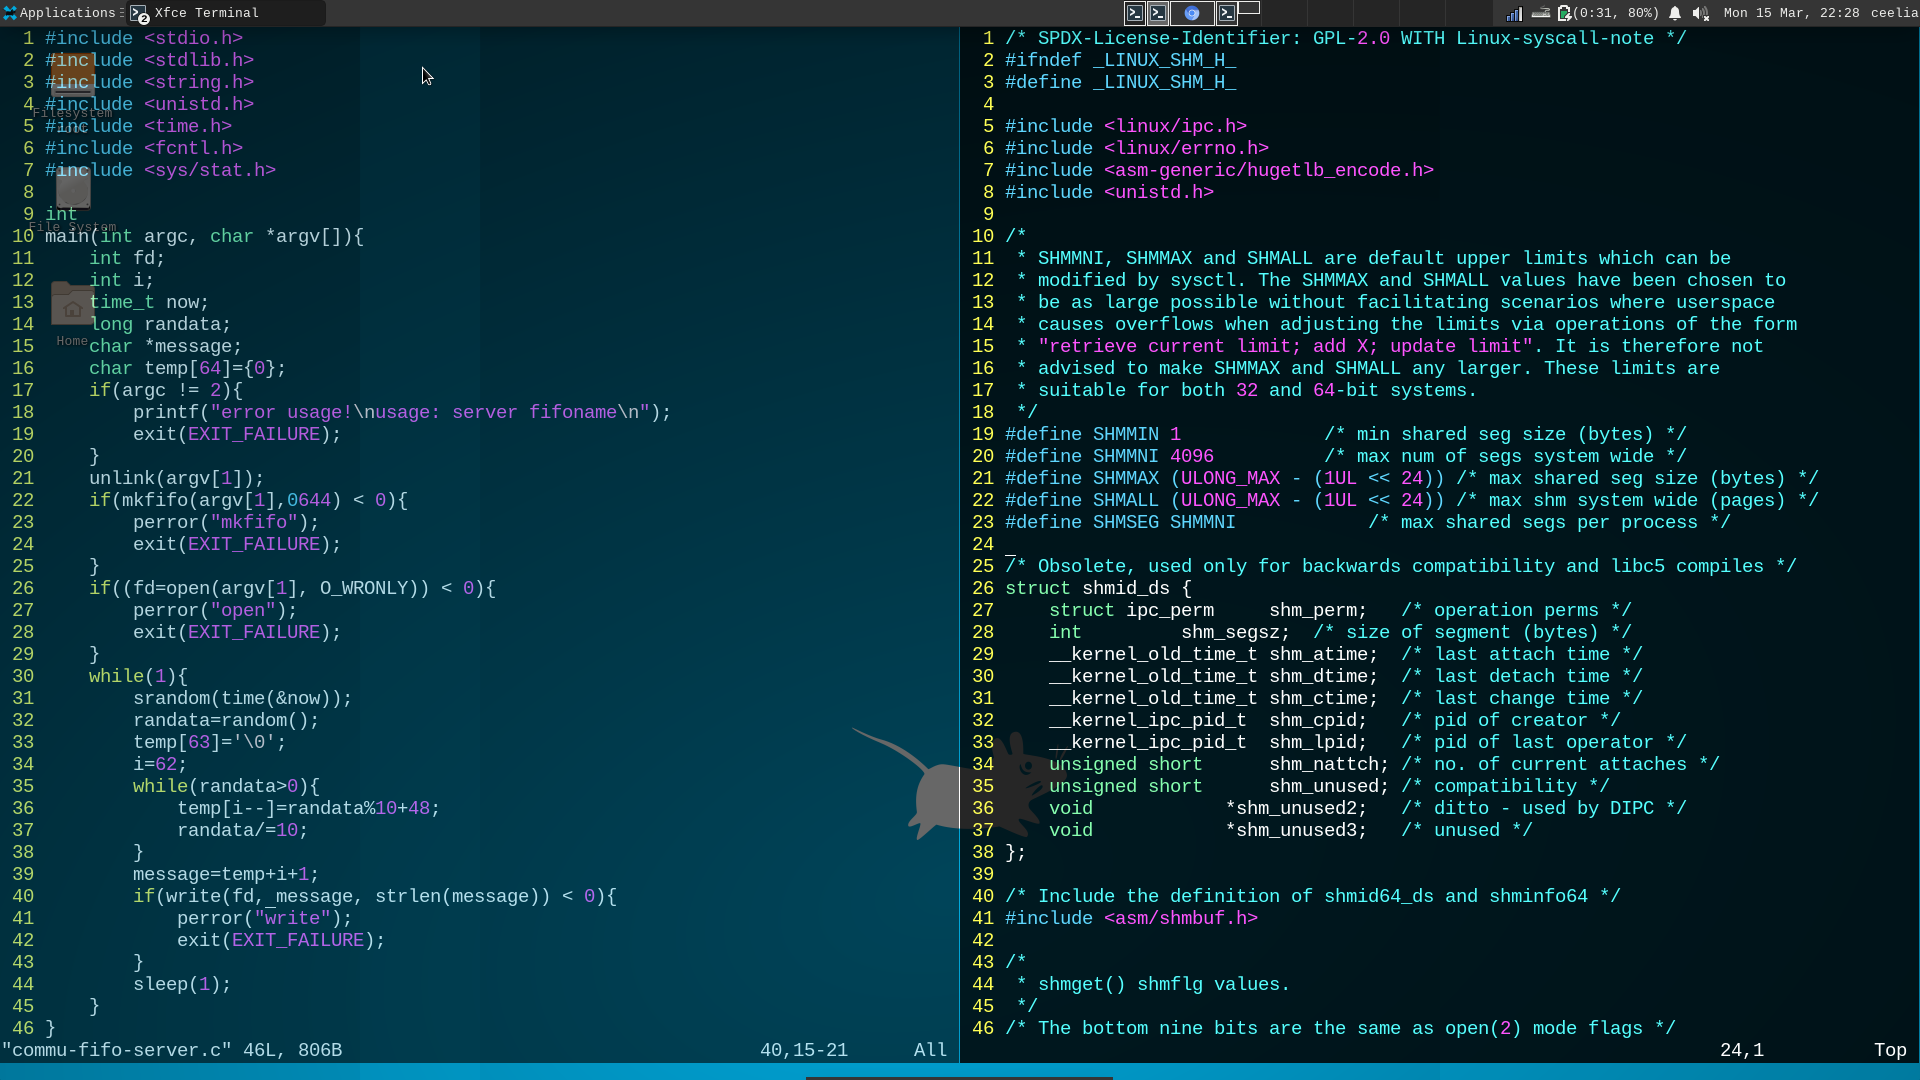 Applications Xfce Terminal (0:31, 80%) Mon 15 Mar, 22:28 ceelia
1 #include <stdio.h>
2 #include <stdlib.h>
3 #include <string.h>
4 #include <unistd.h>
Filesystem
5 #include <time.h>
6 #include <fcntl.h>
7 #include <sys/stat.h>
8
9 int
File System
10 main(int argc, char *argv[]){
11     int fd;
12     int i;
13     time_t now;
14     long randata;
15     char *message;
Home
16     char temp[64]={0};
17     if(argc != 2){
18         printf("error usage!\nusage: server fifoname\n");
19         exit(EXIT_FAILURE);
20     }
21     unlink(argv[1]);
22     if(mkfifo(argv[1],0644) < 0){
23         perror("mkfifo");
24         exit(EXIT_FAILURE);
25     }
26     if((fd=open(argv[1], O_WRONLY)) < 0){
27         perror("open");
28         exit(EXIT_FAILURE);
29     }
30     while(1){
31         srandom(time(&now));
32         randata=random();
33         temp[63]='\0';
34         i=62;
35         while(randata>0){
36             temp[i--]=randata%10+48;
37             randata/=10;
38         }
39         message=temp+i+1;
40         if(write(fd, message, strlen(message)) < 0){
41             perror("write");
42             exit(EXIT_FAILURE);
43         }
44         sleep(1);
45     }
46 }
"commu-fifo-server.c" 46L, 806B 40,15-21 All
1 /* SPDX-License-Identifier: GPL-2.0 WITH Linux-syscall-note */
2 #ifndef _LINUX_SHM_H_
3 #define _LINUX_SHM_H_
4
5 #include <linux/ipc.h>
6 #include <linux/errno.h>
7 #include <asm-generic/hugetlb_encode.h>
8 #include <unistd.h>
9
10 /*
11  * SHMMNI, SHMMAX and SHMALL are default upper limits which can be
12  * modified by sysctl. The SHMMAX and SHMALL values have been chosen to
13  * be as large possible without facilitating scenarios where userspace
14  * causes overflows when adjusting the limits via operations of the form
15  * "retrieve current limit; add X; update limit". It is therefore not
16  * advised to make SHMMAX and SHMALL any larger. These limits are
17  * suitable for both 32 and 64-bit systems.
18  */
19 #define SHMMIN 1             /* min shared seg size (bytes) */
20 #define SHMMNI 4096          /* max num of segs system wide */
21 #define SHMMAX (ULONG_MAX - (1UL << 24)) /* max shared seg size (bytes) */
22 #define SHMALL (ULONG_MAX - (1UL << 24)) /* max shm system wide (pages) */
23 #define SHMSEG SHMMNI            /* max shared segs per process */
24
25 /* Obsolete, used only for backwards compatibility and libc5 compiles */
26 struct shmid_ds {
27     struct ipc_perm     shm_perm;   /* operation perms */
28     int         shm_segsz;  /* size of segment (bytes) */
29     __kernel_old_time_t shm_atime;  /* last attach time */
30     __kernel_old_time_t shm_dtime;  /* last detach time */
31     __kernel_old_time_t shm_ctime;  /* last change time */
32     __kernel_ipc_pid_t  shm_cpid;   /* pid of creator */
33     __kernel_ipc_pid_t  shm_lpid;   /* pid of last operator */
34     unsigned short      shm_nattch; /* no. of current attaches */
35     unsigned short      shm_unused; /* compatibility */
36     void            *shm_unused2;   /* ditto - used by DIPC */
37     void            *shm_unused3;   /* unused */
38 };
39
40 /* Include the definition of shmid64_ds and shminfo64 */
41 #include <asm/shmbuf.h>
42
43 /*
44  * shmget() shmflg values.
45  */
46 /* The bottom nine bits are the same as open(2) mode flags */
24,1 Top